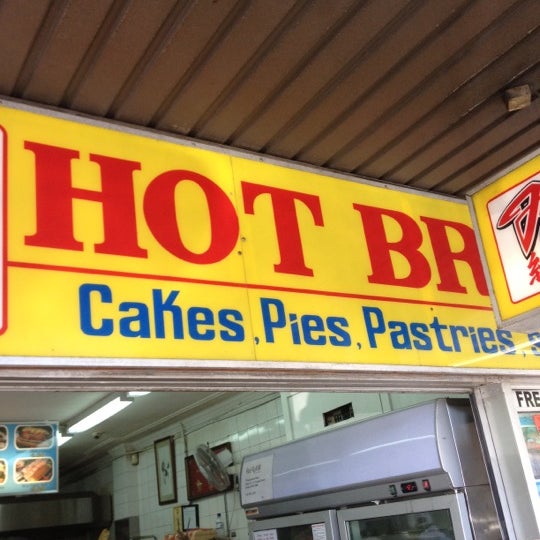 HOT BR
Cakes, Pies, Pastries,
FRE